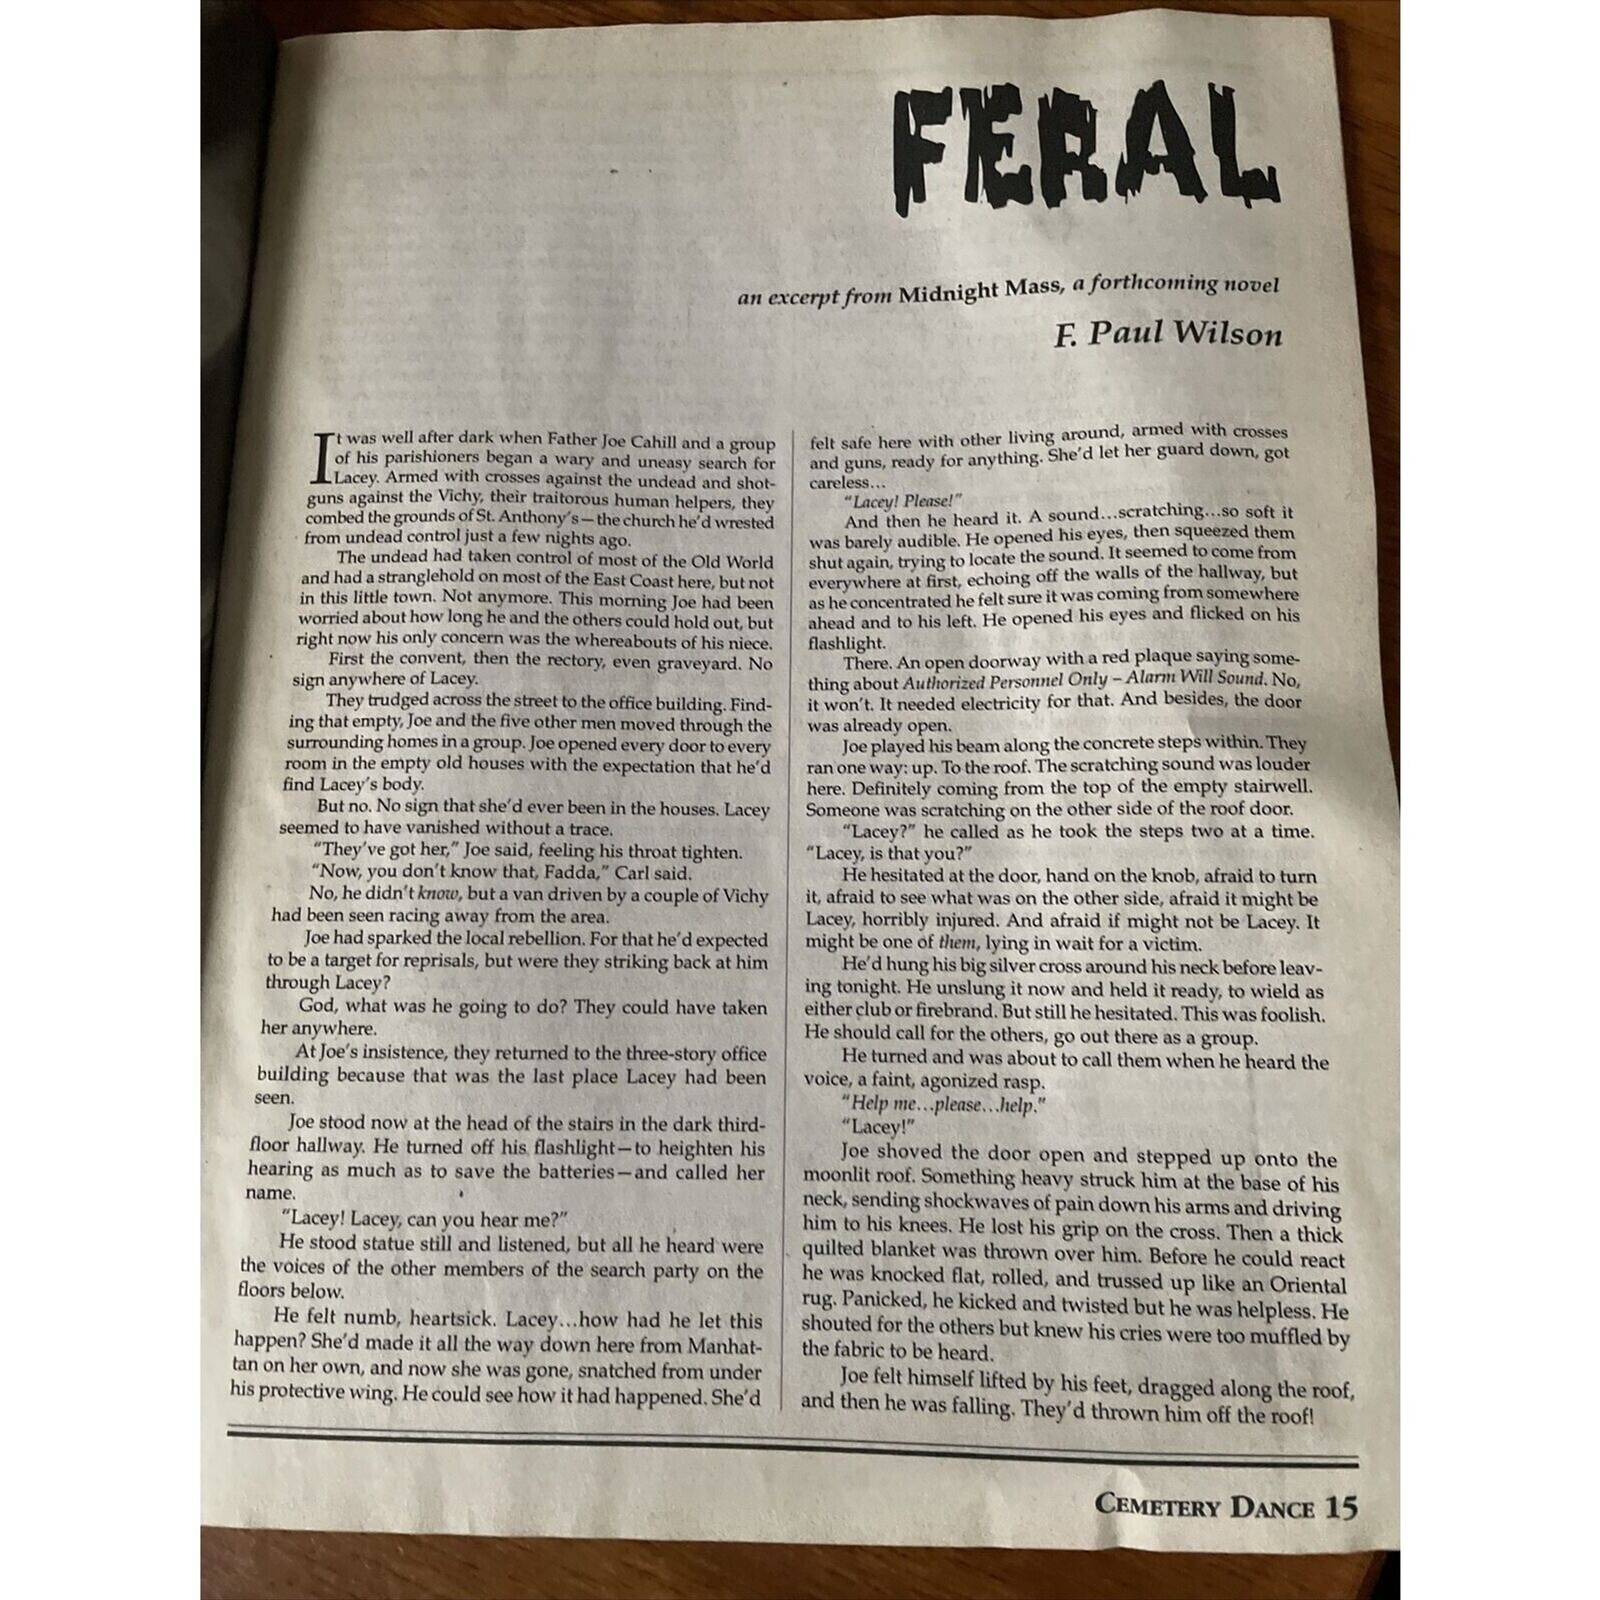 FERAL
an excerpt from Midnight Mass, a forthcoming novel
F. Paul Wilson
It was well after dark when Father Joe Cahill and a group
of his parishioners began a wary and uneasy search for
Lacey. Armed with crosses against the undead and shot-
guns against the Vichy, their traitorous human helpers, they
combed the grounds of St. Anthony's—the church he'd wrested
from undead control just a few nights ago.
The undead had taken control of most of the Old World
and had a stranglehold on most of the East Coast here, but not
in this little town. Not anymore. This morning Joe had been
worried about how long he and the others could hold out, but
right now his only concern was the whereabouts of his niece.
First the convent, then the rectory, even graveyard. No
sign anywhere of Lacey.
They trudged across the street to the office building. Find-
ing that empty, Joe and the five other men moved through the
surrounding homes in a group. Joe opened every door to every
room in the empty old houses with the expectation that he'd
find Lacey's body.
But no. No sign that she'd ever been in the houses. Lacey
seemed to have vanished without a trace.
"They've got her," Joe said, feeling his throat tighten.
"Now, you don't know that, Fadda," Carl said.
No, he didn't know, but a van driven by a couple of Vichy
had been seen racing away from the area.
Joe had sparked the local rebellion. For that he'd expected
to be a target for reprisals, but were they striking back at him
through Lacey?
God, what was he going to do? They could have taken
her anywhere.
At Joe's insistence, they returned to the three-story office
building because that was the last place Lacey had been
seen.
Joe stood now at the head of the stairs in the dark third-
floor hallway. He turned off his flashlight—to heighten his
hearing as much as to save the batteries—and called her
name.
"Lacey! Lacey, can you hear me?"
He stood statue still and listened, but all he heard were
the voices of the other members of the search party on the
floors below.
He felt numb, heartsick. Lacey...how had he let this
happen? She'd made it all the way down here from Manhat-
tan on her own, and now she was gone, snatched from under
his protective wing. He could see how it had happened. She'd
felt safe here with other living around, armed with crosses
and guns, ready for anything. She'd let her guard down, got
careless...
"Lacey! Please!"
And then he heard it. A sound...scratching...so soft it
was barely audible. He opened his eyes, then squeezed them
shut again, trying to locate the sound. It seemed to come from
everywhere at first, echoing off the walls of the hallway, but
as he concentrated he felt sure it was coming from somewhere
ahead and to his left. He opened his eyes and flicked on his
flashlight.
There. An open doorway with a red plaque saying some-
thing about Authorized Personnel Only – Alarm Will Sound. No,
it won't. It needed electricity for that. And besides, the door
was already open.
Joe played his beam along the concrete steps within. They
ran one way: up. To the roof. The scratching sound was louder
here. Definitely coming from the top of the empty stairwell.
Someone was scratching on the other side of the roof door.
"Lacey?" he called as he took the steps two at a time.
"Lacey, is that you?"
He hesitated at the door, hand on the knob, afraid to turn
it, afraid to see what was on the other side, afraid it might be
Lacey, horribly injured. And afraid if might not be Lacey. It
might be one of them, lying in wait for a victim.
He'd hung his big silver cross around his neck before leav-
ing tonight. He unslung it now and held it ready, to wield as
either club or firebrand. But still he hesitated. This was foolish.
He should call for the others, go out there as a group.
He turned and was about to call them when he heard the
voice, a faint, agonized rasp.
"Help me...please...help."
"Lacey!"
Joe shoved the door open and stepped up onto the
moonlit roof. Something heavy struck him at the base of his
neck, sending shockwaves of pain down his arms and driving
him to his knees. He lost his grip on the cross. Then a thick
quilted blanket was thrown over him. Before he could react
he was knocked flat, rolled, and trussed up like an Oriental
rug. Panicked, he kicked and twisted but he was helpless. He
shouted for the others but knew his cries were too muffled by
the fabric to be heard.
Joe felt himself lifted by his feet, dragged along the roof,
and then he was falling. They'd thrown him off the roof!
CEMETERY DANCE 15